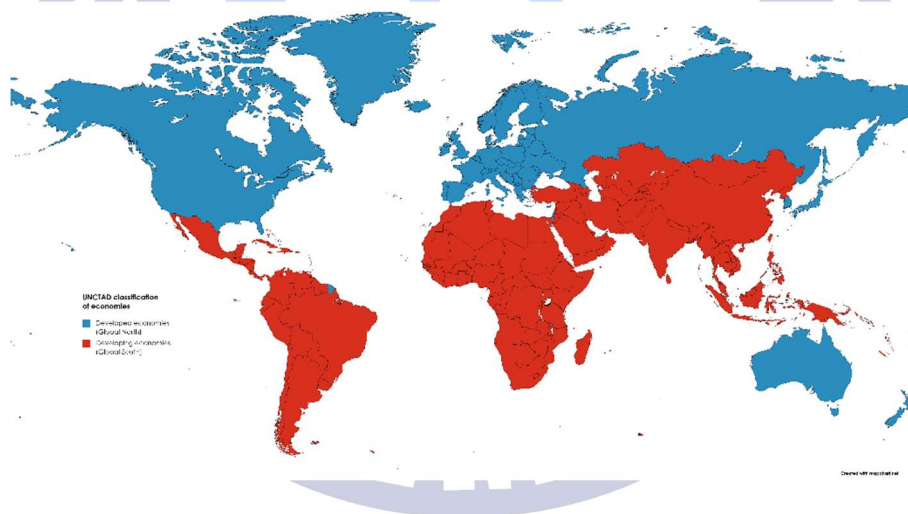 UNCTAD classification
of economies
Developed economies
(Global North)
Developing economies
(Global South)
Created with mapchart.net